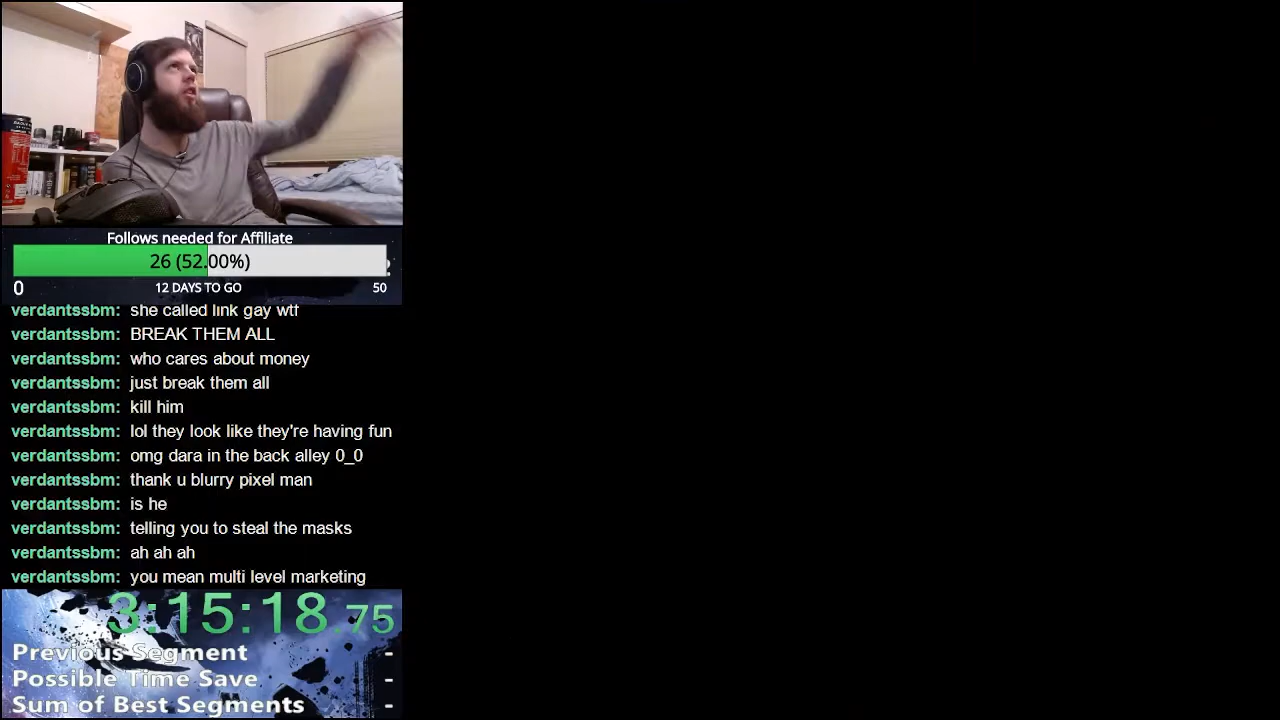 Follows needed for Affiliate
26 (52.00%)
0 12 DAYS TO GO 50
verdantssbm: she called link gay wtf
verdantssbm: BREAK THEM ALL
verdantssbm: who cares about money
verdantssbm: just break them all
verdantssbm: kill him
verdantssbm: lol they look like they're having fun
verdantssbm: omg dara in the back alley 0_0
verdantssbm: thank u blurry pixel man
verdantssbm: is he
verdantssbm: telling you to steal the masks
verdantssbm: ah ah ah
verdantssbm: you mean multi level marketing
3:15:18.75
Previous Segment -
Possible Time Save -
Sum of Best Segments -